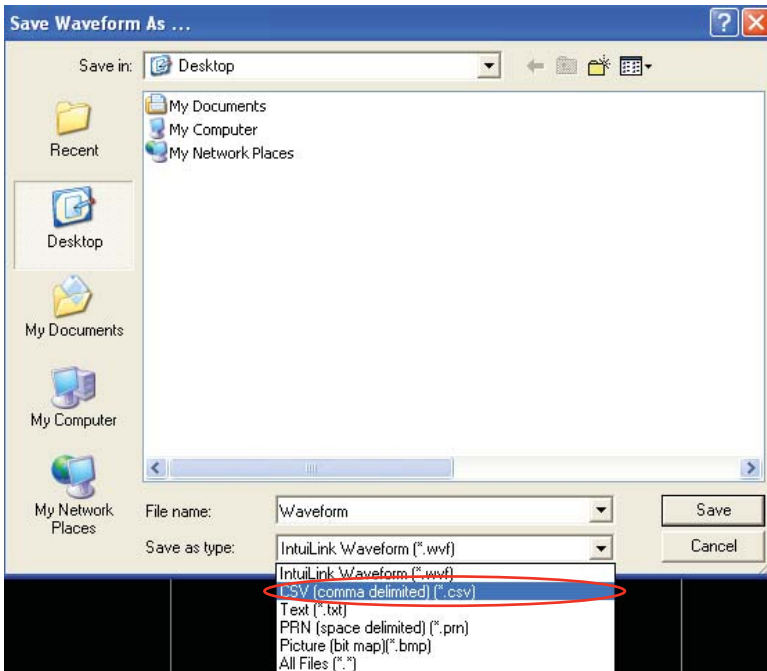 Save Waveform As ...
Save in: Desktop
My Documents
My Computer
My Network Places
Recent
Desktop
My Documents
My Computer
My Network
Places
File name: Waveform Save
Save as type: IntuiLink Waveform (*.wvf) Cancel
IntuiLink Waveform (*.wvf)
CSV (comma delimited) (*.csv)
Text (*.txt)
PRN (space delimited) (*.prn)
Picture (bit map)(*.bmp)
All Files (*.*)